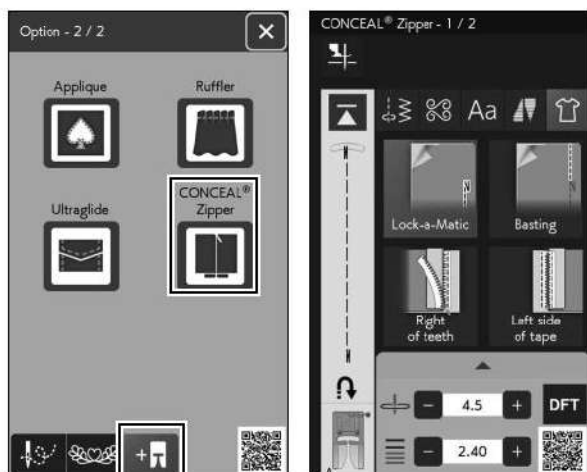 Option - 2 / 2
Applique
Ruffler
Ultraglide
CONCEAL®
Zipper
CONCEAL® Zipper - 1 / 2
Aa
Lock-a-Matic
Basting
Right
of teeth
Left side
of tape
4.5
DFT
2.40
A